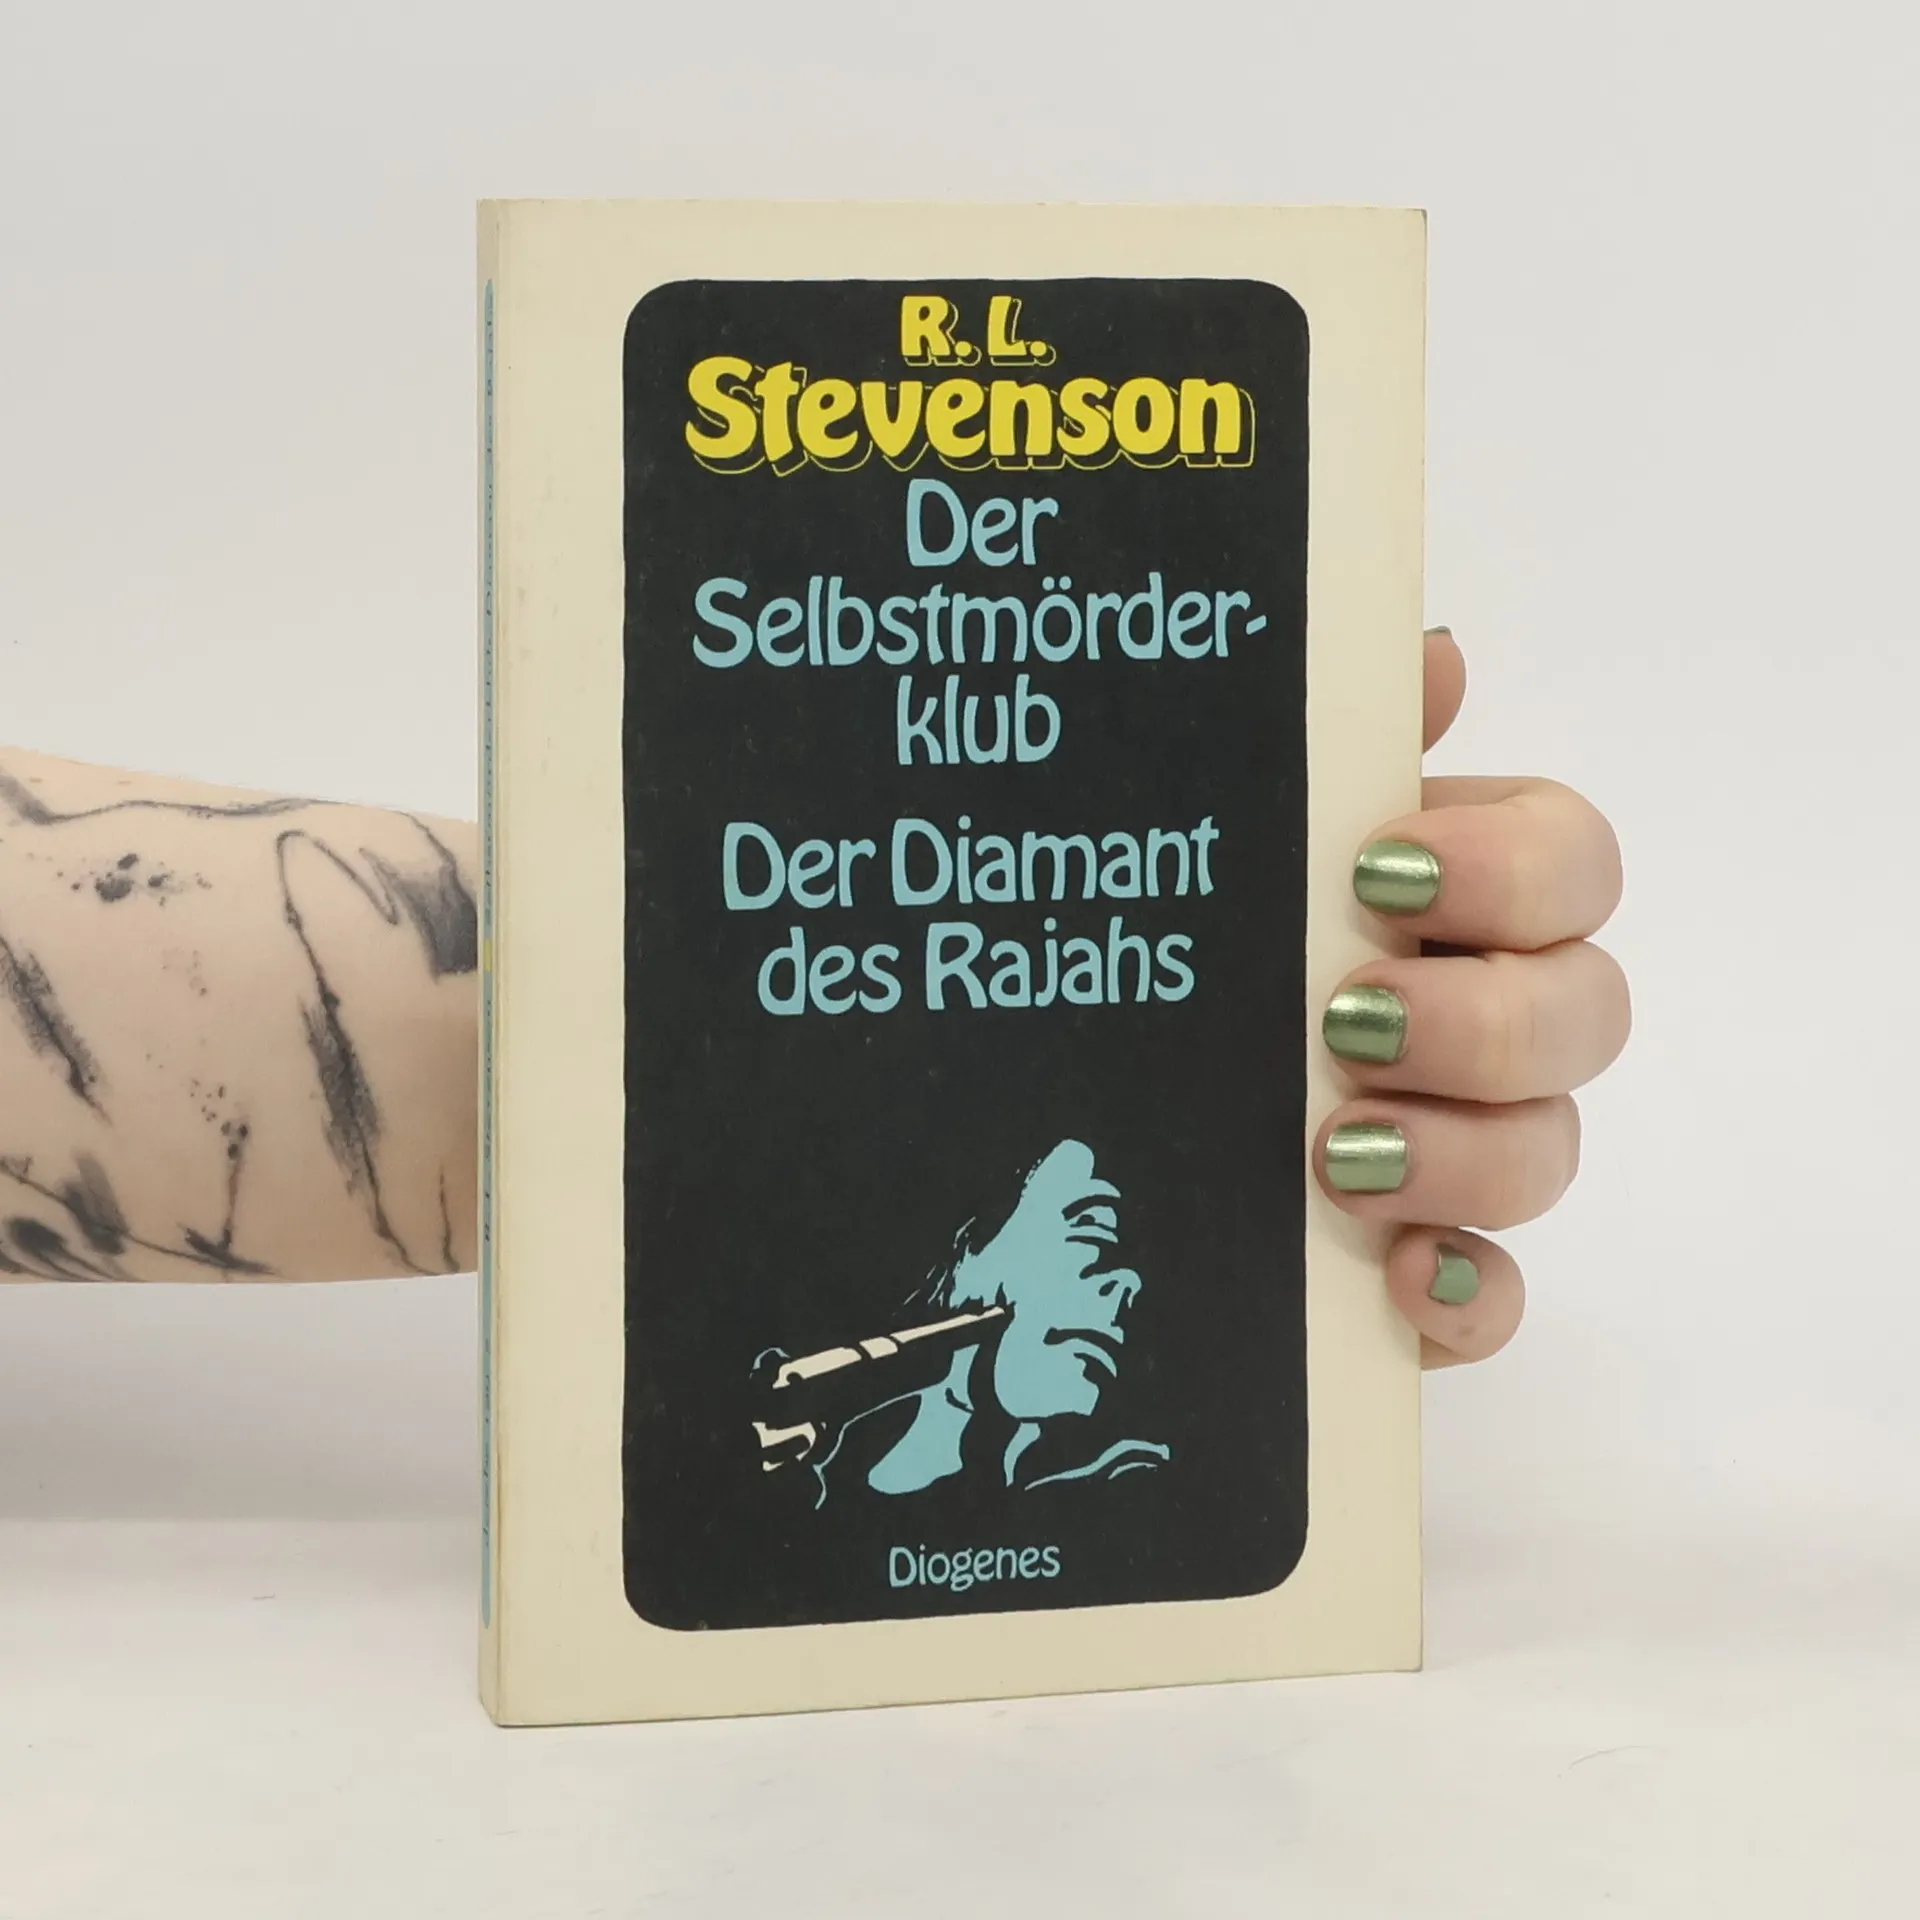 R. L.
Stevenson
Der
Selbstmörder-
klub
Der Diamant
des Rajahs
Diogenes